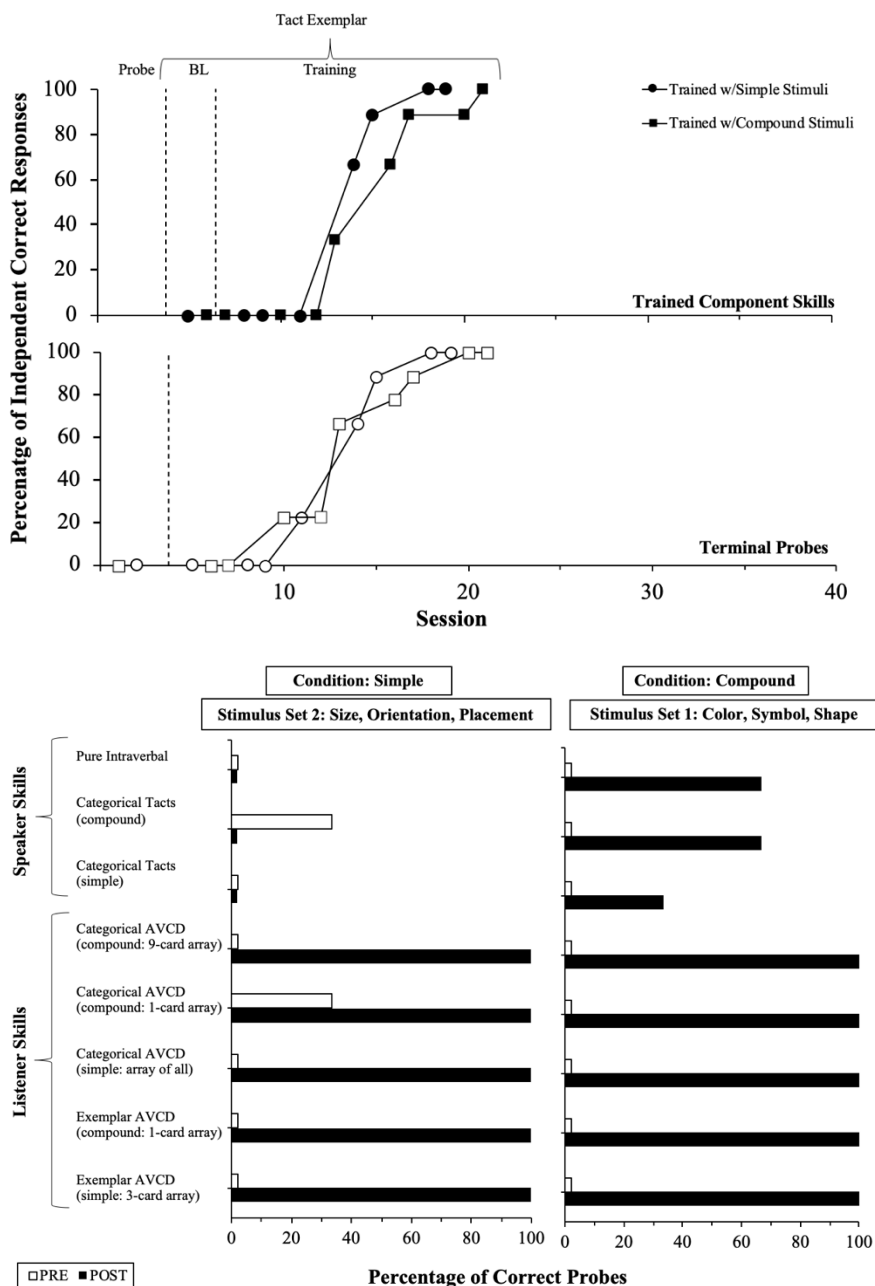 Tact Exemplar
Probe BL Training
100
80
60
40
20
0
Trained w/Simple Stimuli
Trained w/Compound Stimuli
Trained Component Skills
10 20 30 40
100
80
60
40
20
0
Terminal Probes
10 20 30 40
Percenatge of Independent Correct Responses
Session
Condition: Simple
Stimulus Set 2: Size, Orientation, Placement
Condition: Compound
Stimulus Set 1: Color, Symbol, Shape
Speaker Skills
Pure Intraverbal
Categorical Tacts
(compound)
Categorical Tacts
(simple)
Listener Skills
Categorical AVCD
(compound: 9-card array)
Categorical AVCD
(compound: 1-card array)
Categorical AVCD
(simple: array of all)
Exemplar AVCD
(compound: 1-card array)
Exemplar AVCD
(simple: 3-card array)
0 20 40 60 80 100
0 20 40 60 80 100
PRE POST
Percentage of Correct Probes